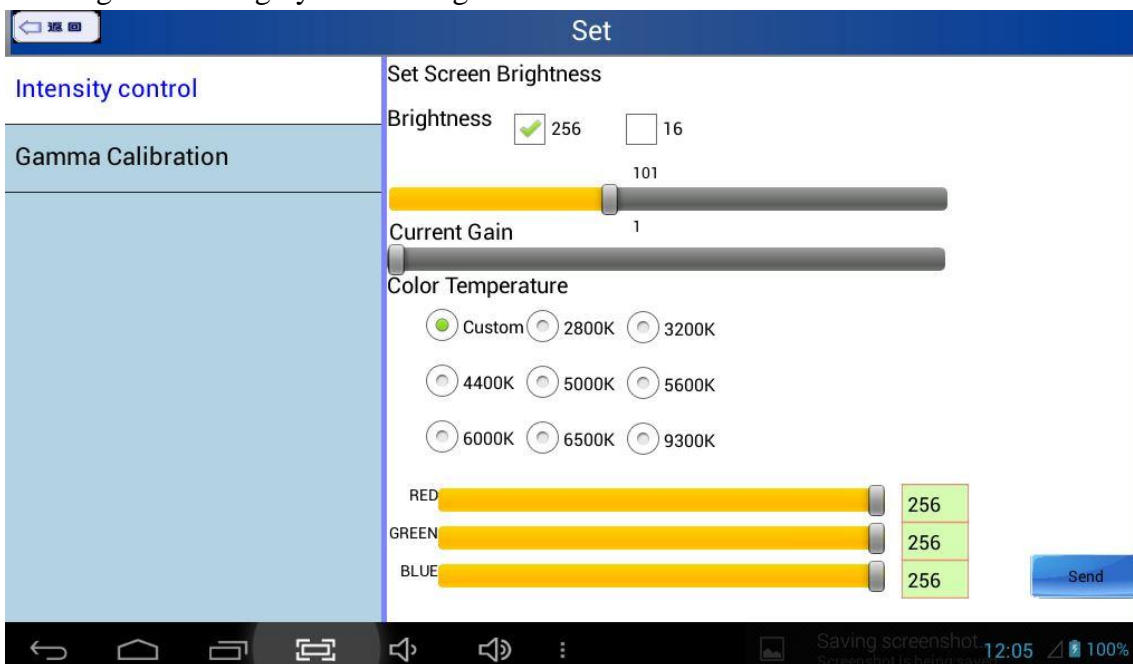 返回
Set
Intensity control
Gamma Calibration
Set Screen Brightness
Brightness 256 16
101
Current Gain 1
Color Temperature
Custom 2800K 3200K
4400K 5000K 5600K
6000K 6500K 9300K
RED 256
GREEN 256
BLUE 256
Send
Saving screenshot...
12:05 100%